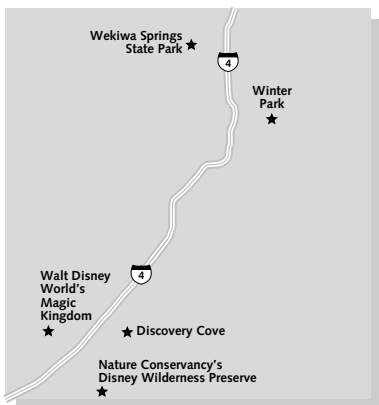 Wekiwa Springs
State Park
4
Winter
Park
4
Walt Disney
World's
Magic
Kingdom
Discovery Cove
Nature Conservancy's
Disney Wilderness Preserve